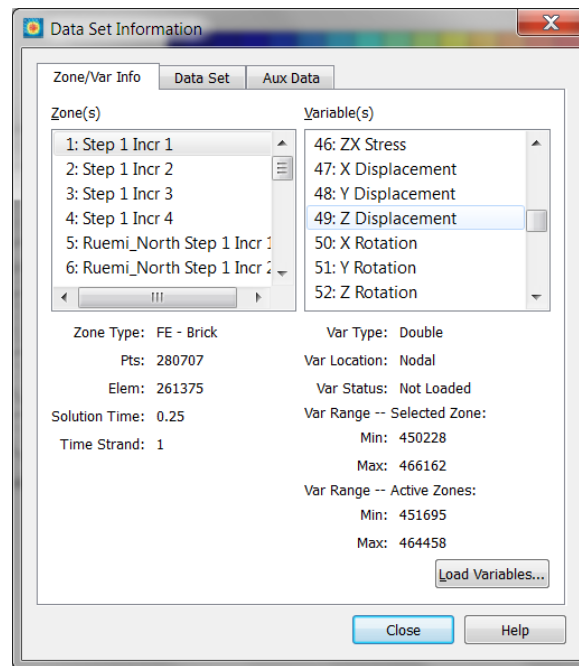 Data Set Information
Zone/Var Info
Data Set
Aux Data
Zone(s)
1: Step 1 Incr 1
2: Step 1 Incr 2
3: Step 1 Incr 3
4: Step 1 Incr 4
5: Ruemi_North Step 1 Incr 1
6: Ruemi_North Step 1 Incr 2
Zone Type: FE - Brick
Pts: 280707
Elem: 261375
Solution Time: 0.25
Time Strand: 1
Variable(s)
46: ZX Stress
47: X Displacement
48: Y Displacement
49: Z Displacement
50: X Rotation
51: Y Rotation
52: Z Rotation
Var Type: Double
Var Location: Nodal
Var Status: Not Loaded
Var Range -- Selected Zone:
Min: 450228
Max: 466162
Var Range -- Active Zones:
Min: 451695
Max: 464458
Load Variables...
Close
Help